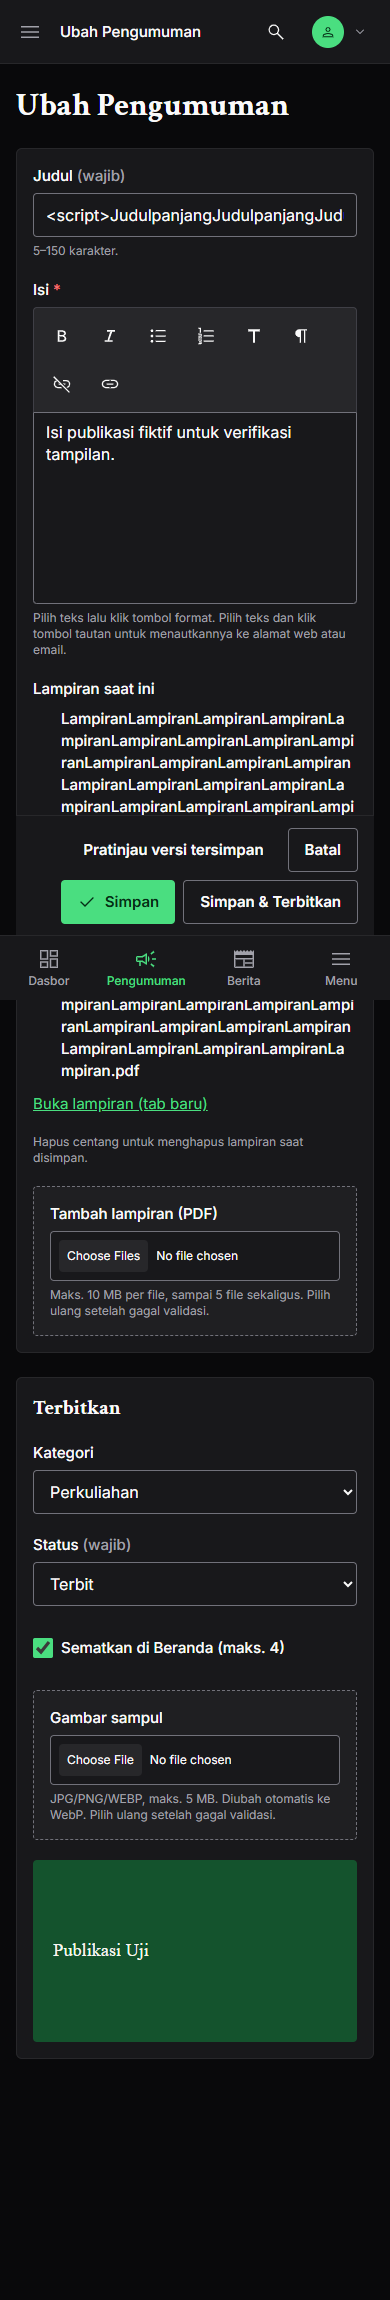 Ubah Pengumuman
Ubah Pengumuman
Judul (wajib)
<script>JudulpanjangJudulpanjangJud
5–150 karakter.
Isi *
Isi publikasi fiktif untuk verifikasi
tampilan.
Pilih teks lalu klik tombol format. Pilih teks dan klik
tombol tautan untuk menautkannya ke alamat web atau
email.
Lampiran saat ini
LampiranLampiranLampiranLampiranLa
mpiranLampiranLampiranLampiranLampi
ranLampiranLampiranLampiranLampiran
LampiranLampiranLampiranLampiranLa
mpiranLampiranLampiranLampiranLampi
Pratinjau versi tersimpan
Batal
Simpan
Simpan & Terbitkan
Dasbor
Pengumuman
Berita
Menu
mpiranLampiranLampiranLampiranLampi
ranLampiranLampiranLampiranLampiran
LampiranLampiranLampiranLampiranLa
mpiran.pdf
Buka lampiran (tab baru)
Hapus centang untuk menghapus lampiran saat
disimpan.
Tambah lampiran (PDF)
Choose Files No file chosen
Maks. 10 MB per file, sampai 5 file sekaligus. Pilih
ulang setelah gagal validasi.
Terbitkan
Kategori
Perkuliahan
Status (wajib)
Terbit
Sematkan di Beranda (maks. 4)
Gambar sampul
Choose File No file chosen
JPG/PNG/WEBP, maks. 5 MB. Diubah otomatis ke
WebP. Pilih ulang setelah gagal validasi.
Publikasi Uji